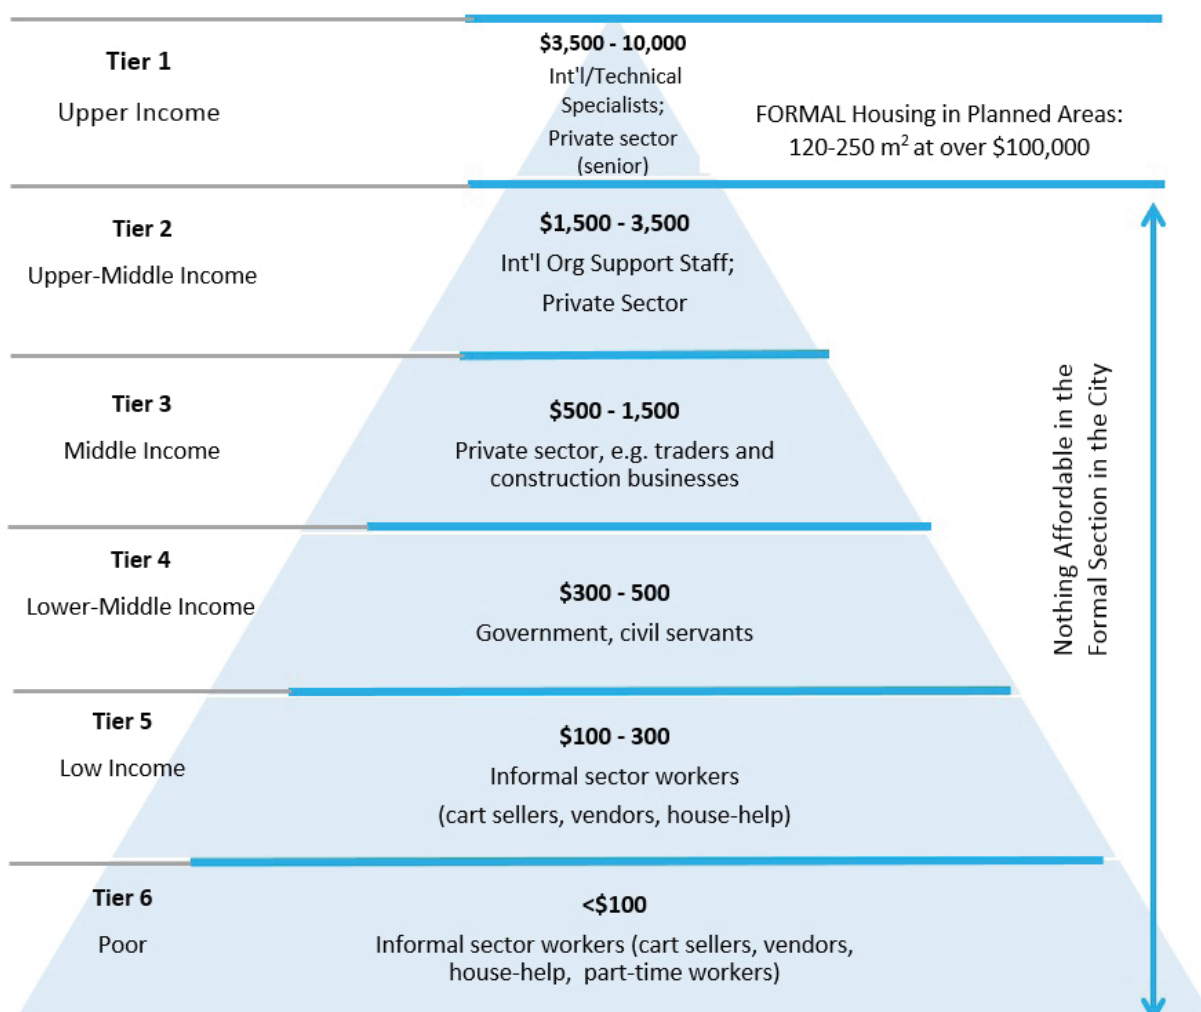 Tier 1
Upper Income
$3,500 - 10,000
Int'l/Technical
Specialists;
Private sector
(senior)
FORMAL Housing in Planned Areas:
120-250 m² at over $100,000
Tier 2
Upper-Middle Income
$1,500 - 3,500
Int'l Org Support Staff;
Private Sector
Tier 3
Middle Income
$500 - 1,500
Private sector, e.g. traders and
construction businesses
Nothing Affordable in the
Formal Section in the City
Tier 4
Lower-Middle Income
$300 - 500
Government, civil servants
Tier 5
Low Income
$100 - 300
Informal sector workers
(cart sellers, vendors, house-help)
Tier 6
Poor
<$100
Informal sector workers (cart sellers, vendors,
house-help, part-time workers)